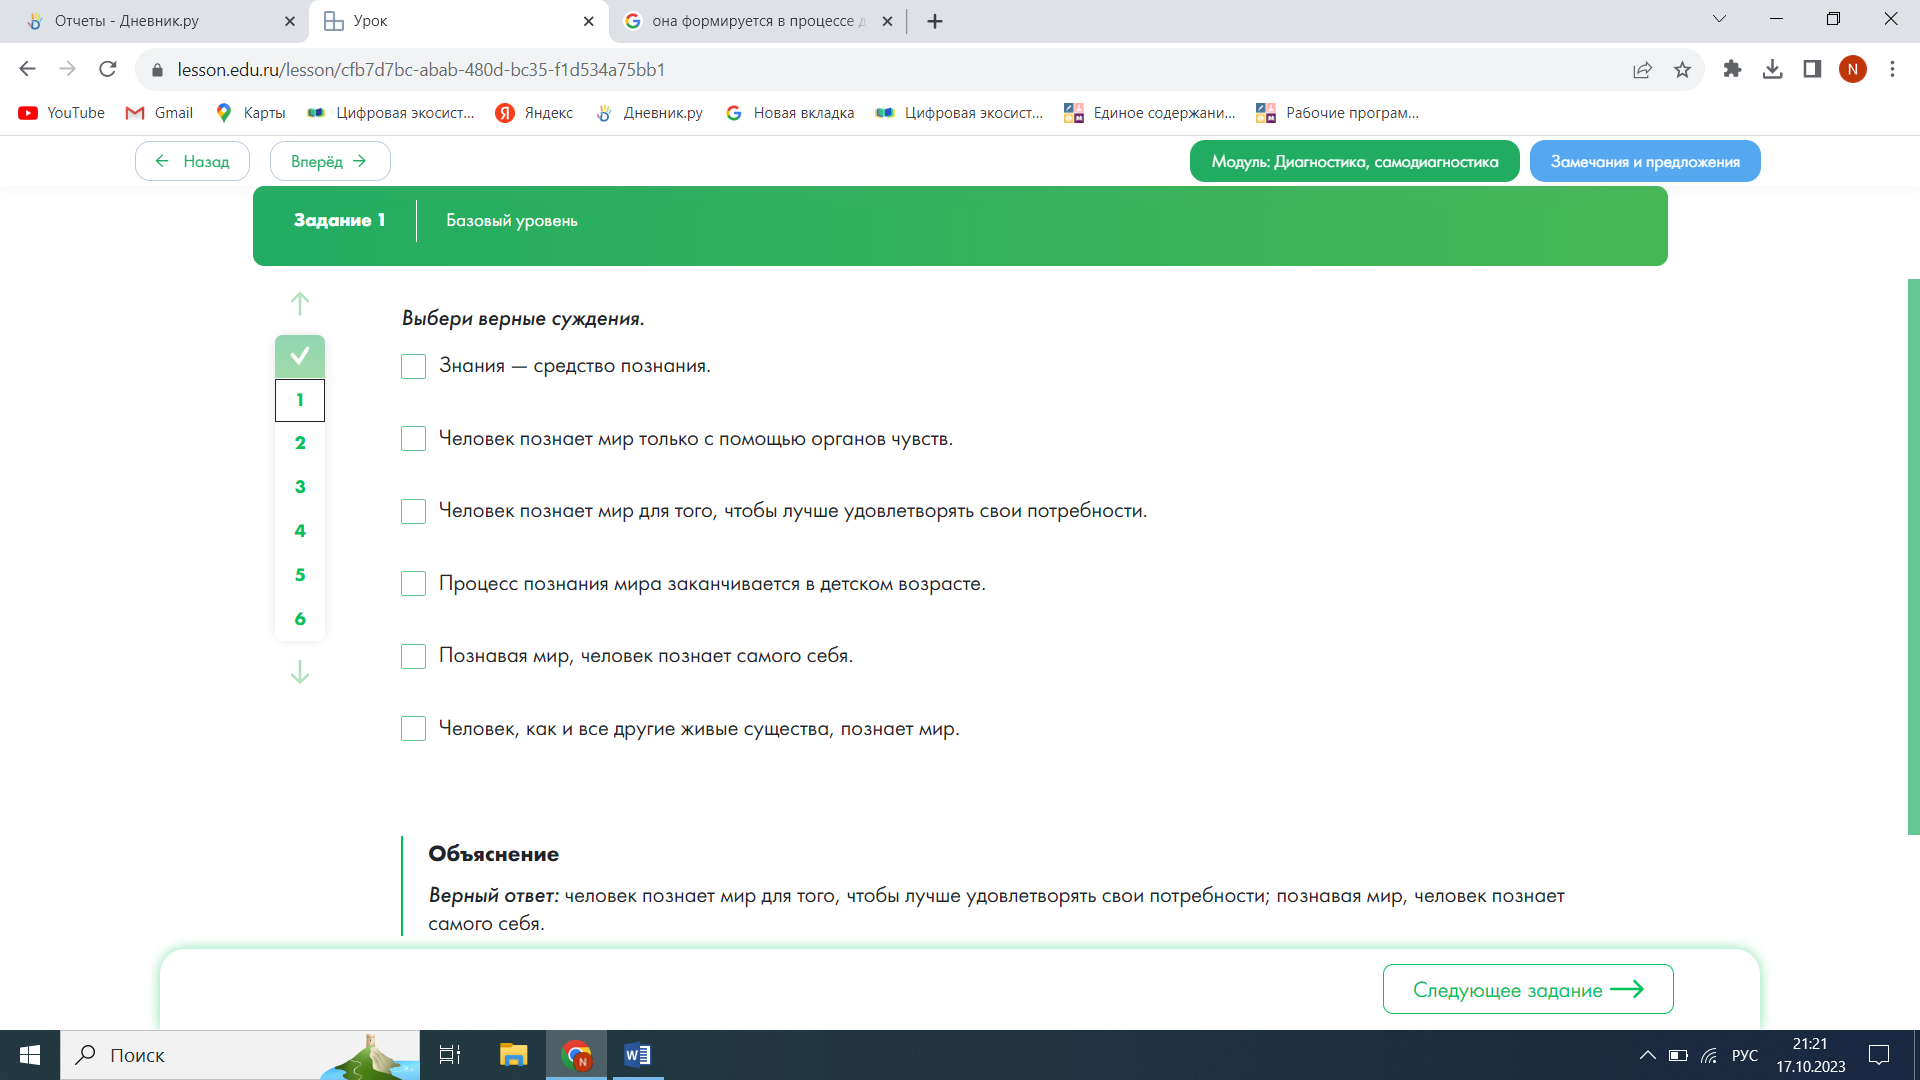 Отчеты - Дневник.ру
Урок
она формируется в процессе д
lesson.edu.ru/lesson/cfb7d7bc-abab-480d-bc35-f1d534a75bb1
N
YouTube
Gmail
Карты
Цифровая экосист...
Яндекс
Дневник.ру
Новая вкладка
Цифровая экосист...
Единое содержани...
Рабочие програм...
Назад
Вперёд
Модуль: Диагностика, самодиагностика
Замечания и предложения
Задание 1
Базовый уровень
Выбери верные суждения.
1
2
3
4
5
6
Знания — средство познания.
Человек познает мир только с помощью органов чувств.
Человек познает мир для того, чтобы лучше удовлетворять свои потребности.
Процесс познания мира заканчивается в детском возрасте.
Познавая мир, человек познает самого себя.
Человек, как и все другие живые существа, познает мир.
Объяснение
Верный ответ: человек познает мир для того, чтобы лучше удовлетворять свои потребности; познавая мир, человек познает
самого себя.
Следующее задание
Поиск
РУС
21:21
17.10.2023